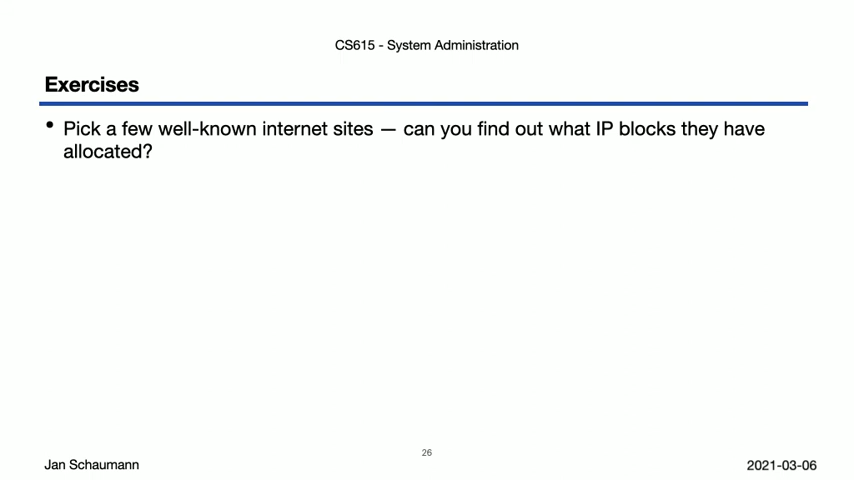 CS615 - System Administration
Exercises
• Pick a few well-known internet sites — can you find out what IP blocks they have
allocated?
26
Jan Schaumann
2021-03-06